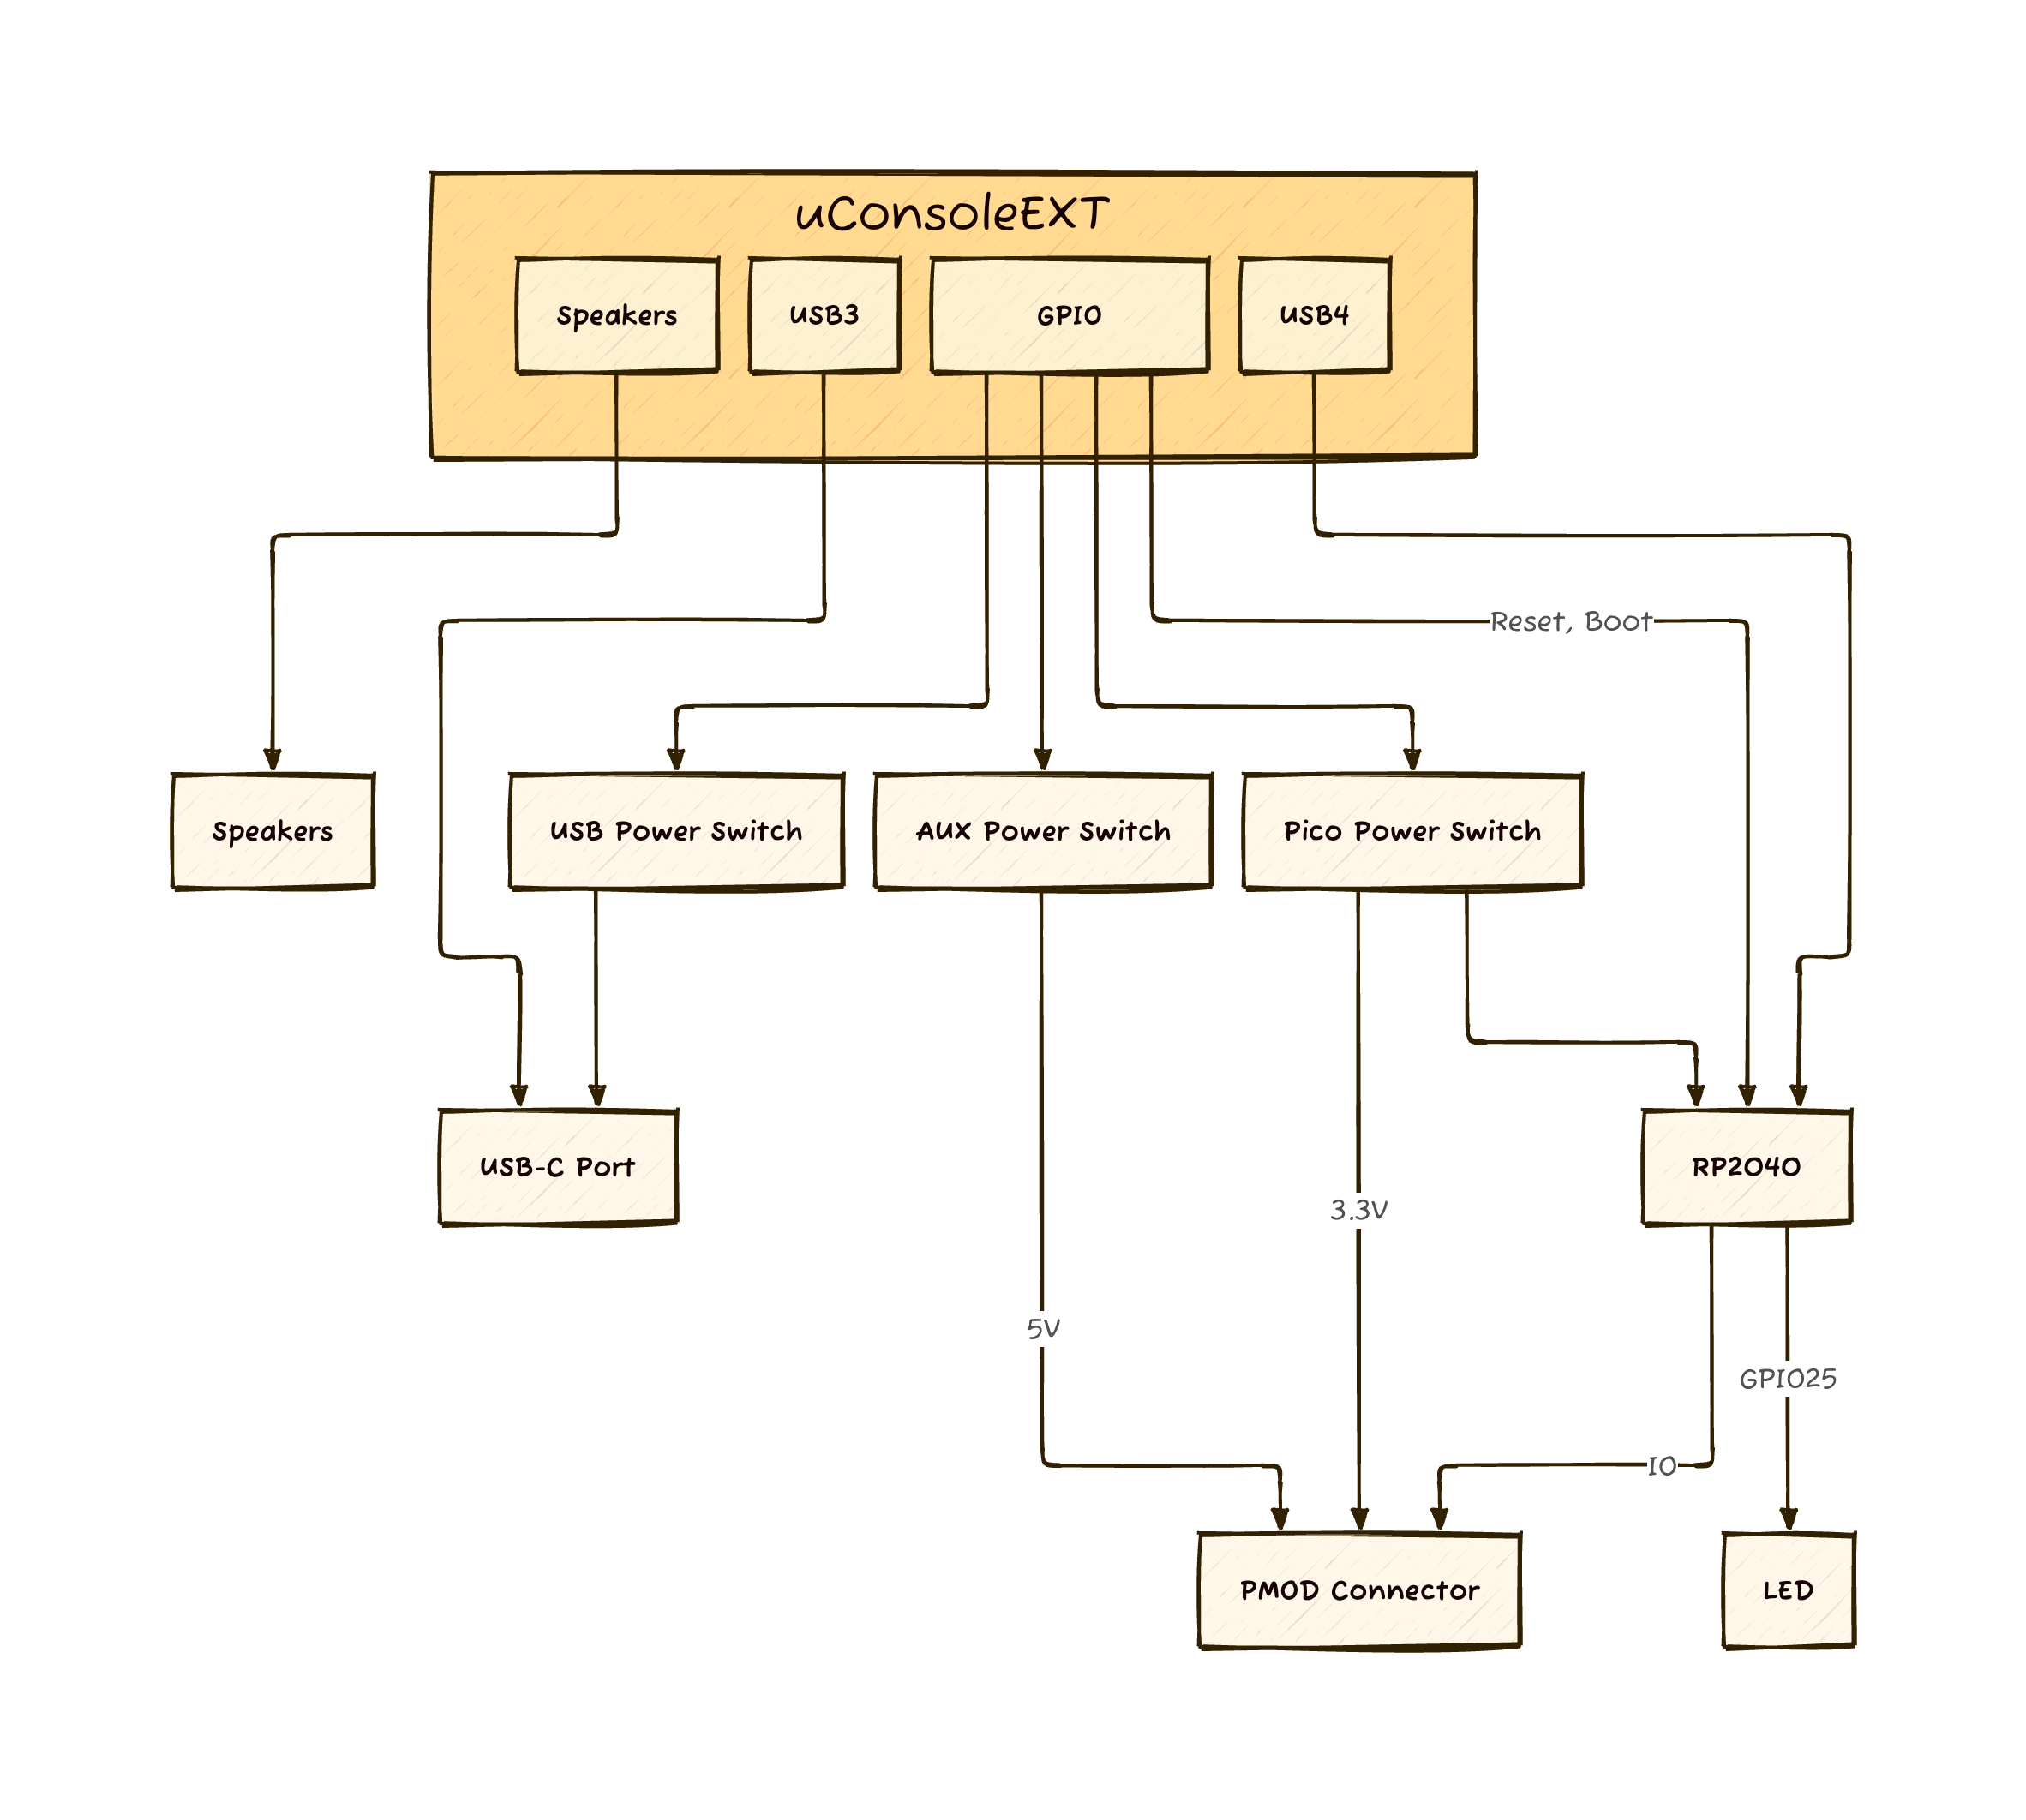 uConsoleEXT
Speakers
USB3
GPIO
USB4
Reset, Boot
Speakers
USB Power Switch
AUX Power Switch
Pico Power Switch
USB-C Port
RP2040
3.3V
5V
GPIO25
IO
PMOD Connector
LED